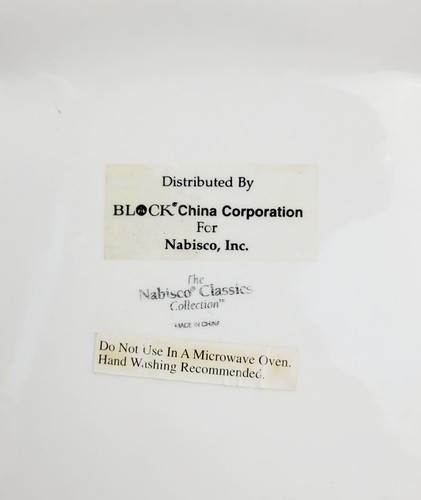 Distributed By
BLOCK® China Corporation
For
Nabisco, Inc.
The
Nabisco® Classics
Collection™
MADE IN CHINA
Do Not Use In A Microwave Oven.
Hand Washing Recommended.